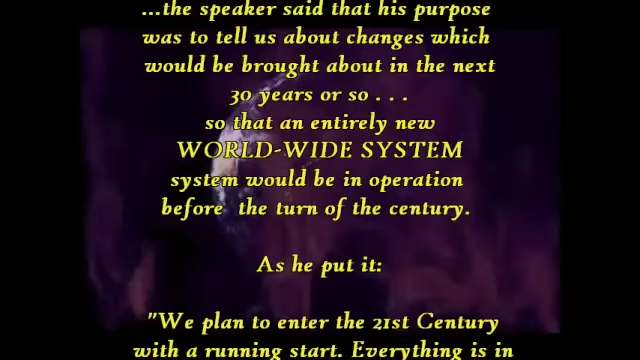 ...the speaker said that his purpose
was to tell us about changes which
would be brought about in the next
30 years or so . . .
so that an entirely new
WORLD-WIDE SYSTEM
system would be in operation
before the turn of the century.
As he put it:
"We plan to enter the 21st Century
with a running start. Everything is in